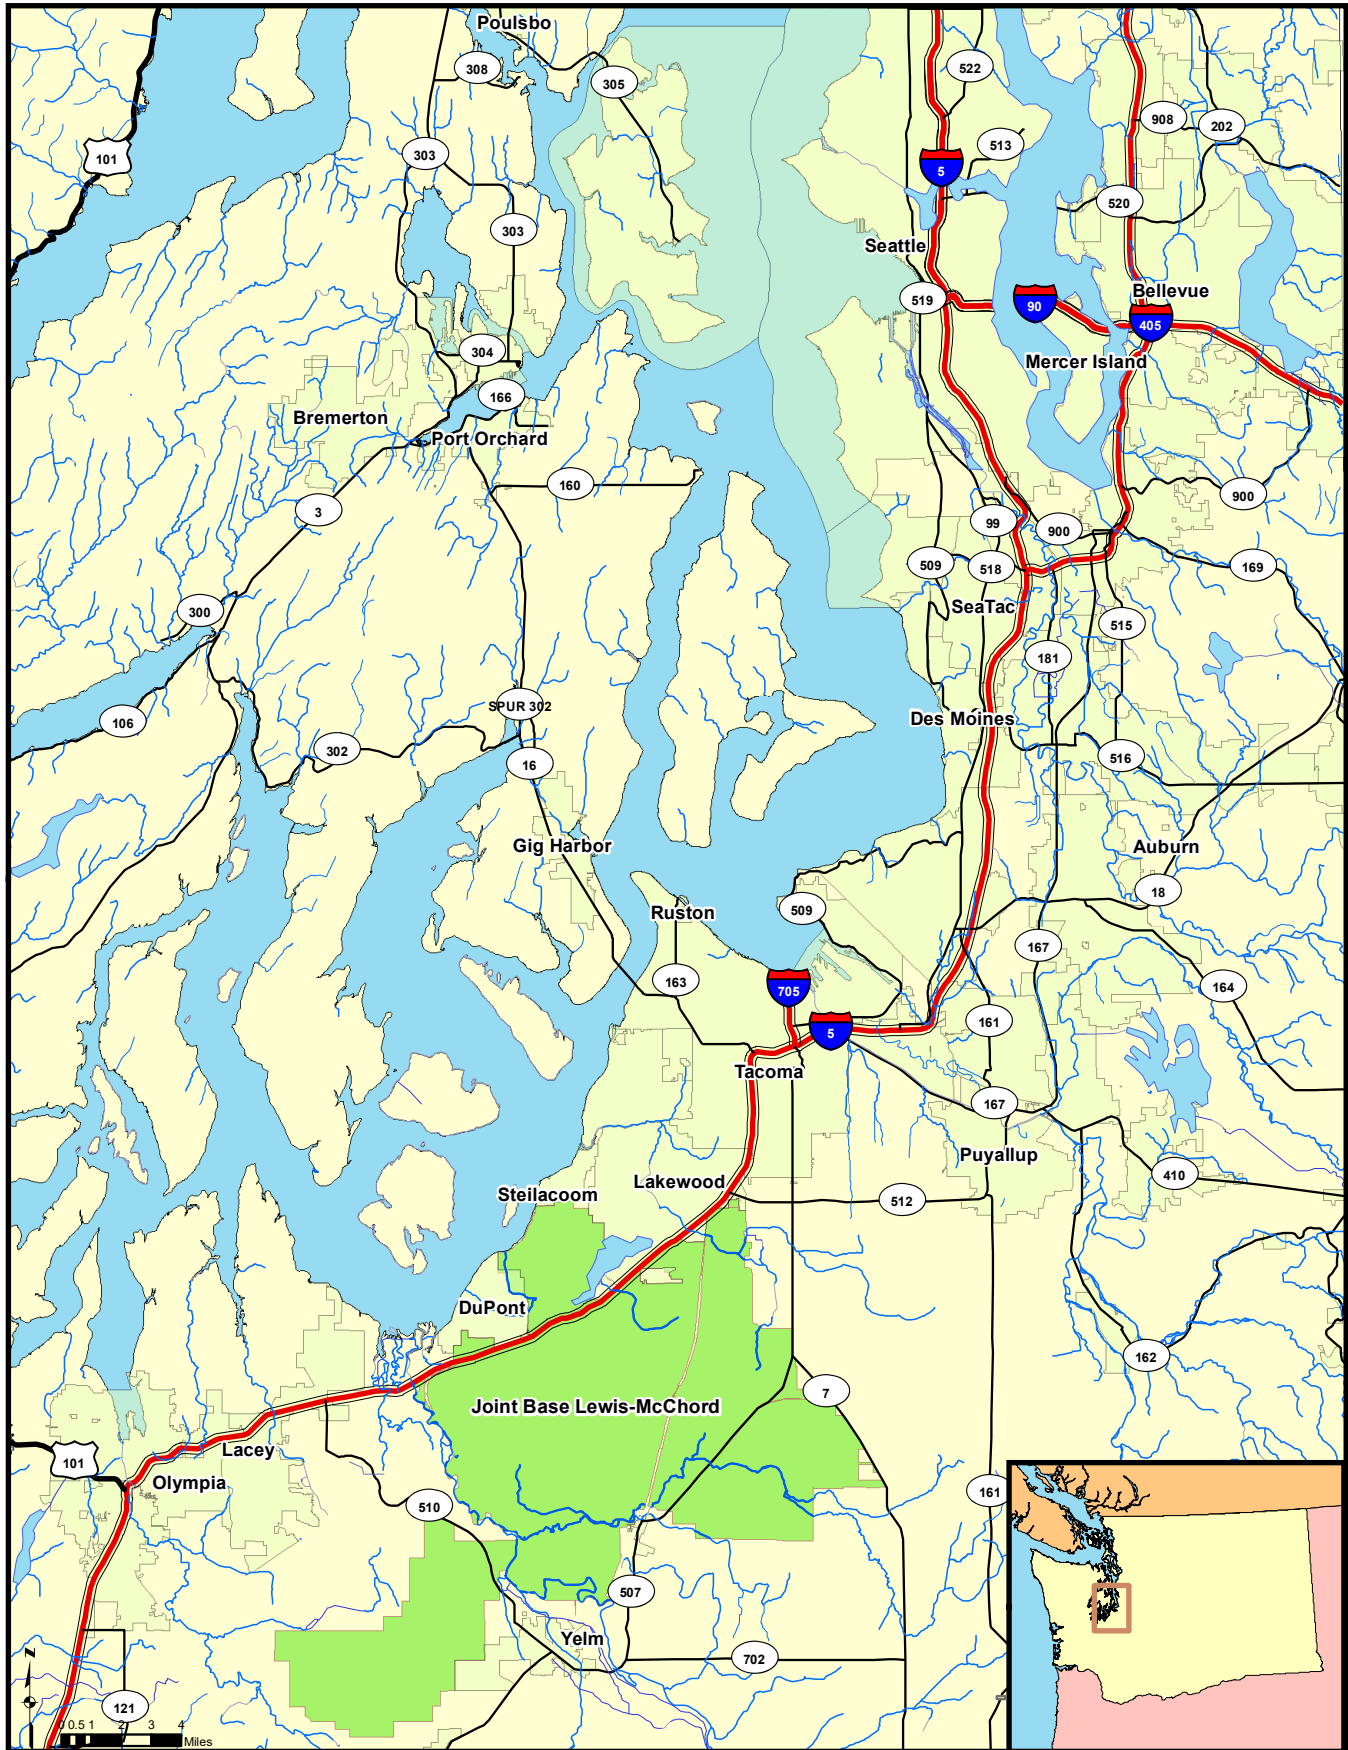 Poulsbo
308
305
522
908
202
513
101
303
5
520
303
Seattle
Bellevue
519
90
405
304
Mercer Island
166
Bremerton
Port Orchard
160
900
3
99
900
509
518
169
300
SeaTac
515
181
SPUR 302
106
Des Moines
302
516
16
Gig Harbor
Auburn
18
Ruston
509
167
163
705
164
161
5
Tacoma
167
Puyallup
410
Lakewood
Steilacoom
512
DuPont
162
7
Joint Base Lewis-McChord
Lacey
101
Olympia
161
510
507
Yelm
702
N
121
0 0.5 1 2 3 4
Miles